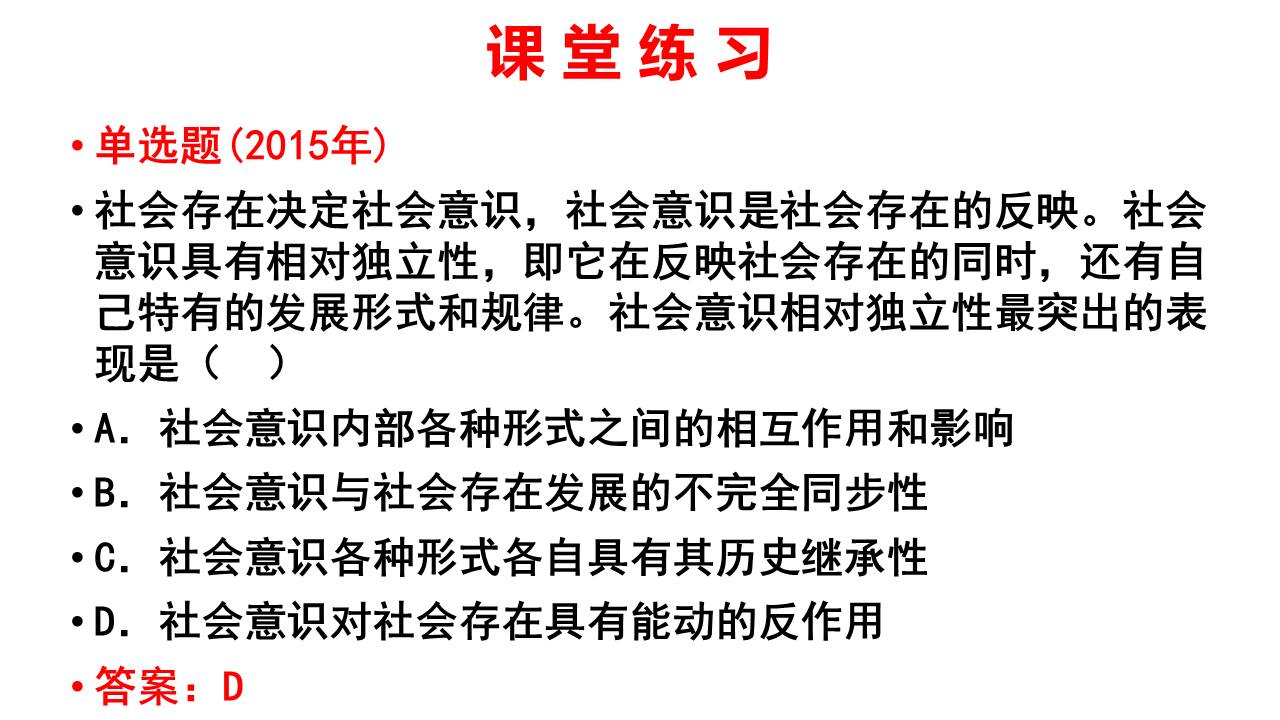 课堂练习
• 单选题(2015年)
• 社会存在决定社会意识，社会意识是社会存在的反映。社会
意识具有相对独立性，即它在反映社会存在的同时，还有自
己特有的发展形式和规律。社会意识相对独立性最突出的表
现是（ ）
• A. 社会意识内部各种形式之间的相互作用和影响
• B. 社会意识与社会存在发展的不完全同步性
• C. 社会意识各种形式各自具有其历史继承性
• D. 社会意识对社会存在具有能动的反作用
• 答案：D